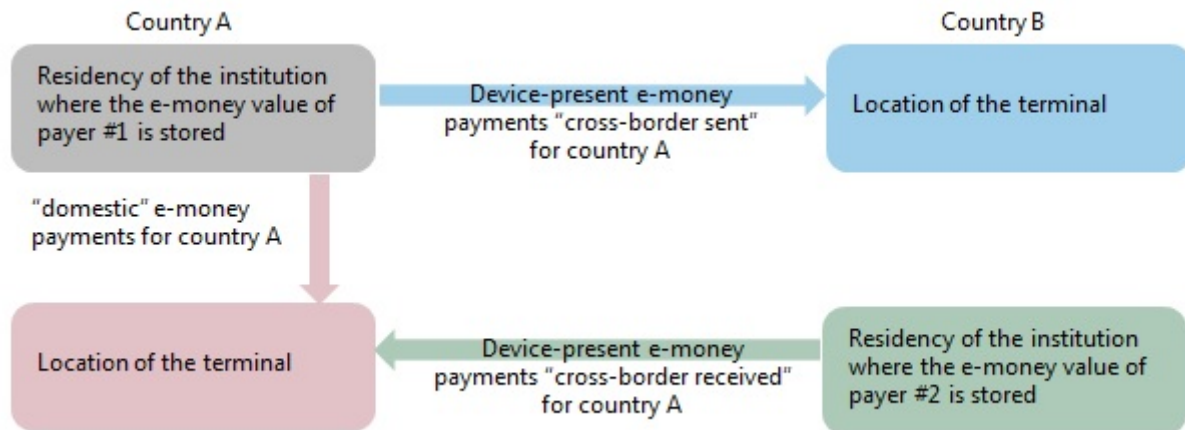 Country A
Country B
Residency of the institution
where the e-money value of
payer #1 is stored
Device-present e-money
payments “cross-border sent”
for country A
Location of the terminal
“domestic” e-money
payments for country A
Location of the terminal
Device-present e-money
payments “cross-border received”
for country A
Residency of the institution
where the e-money value of
payer #2 is stored